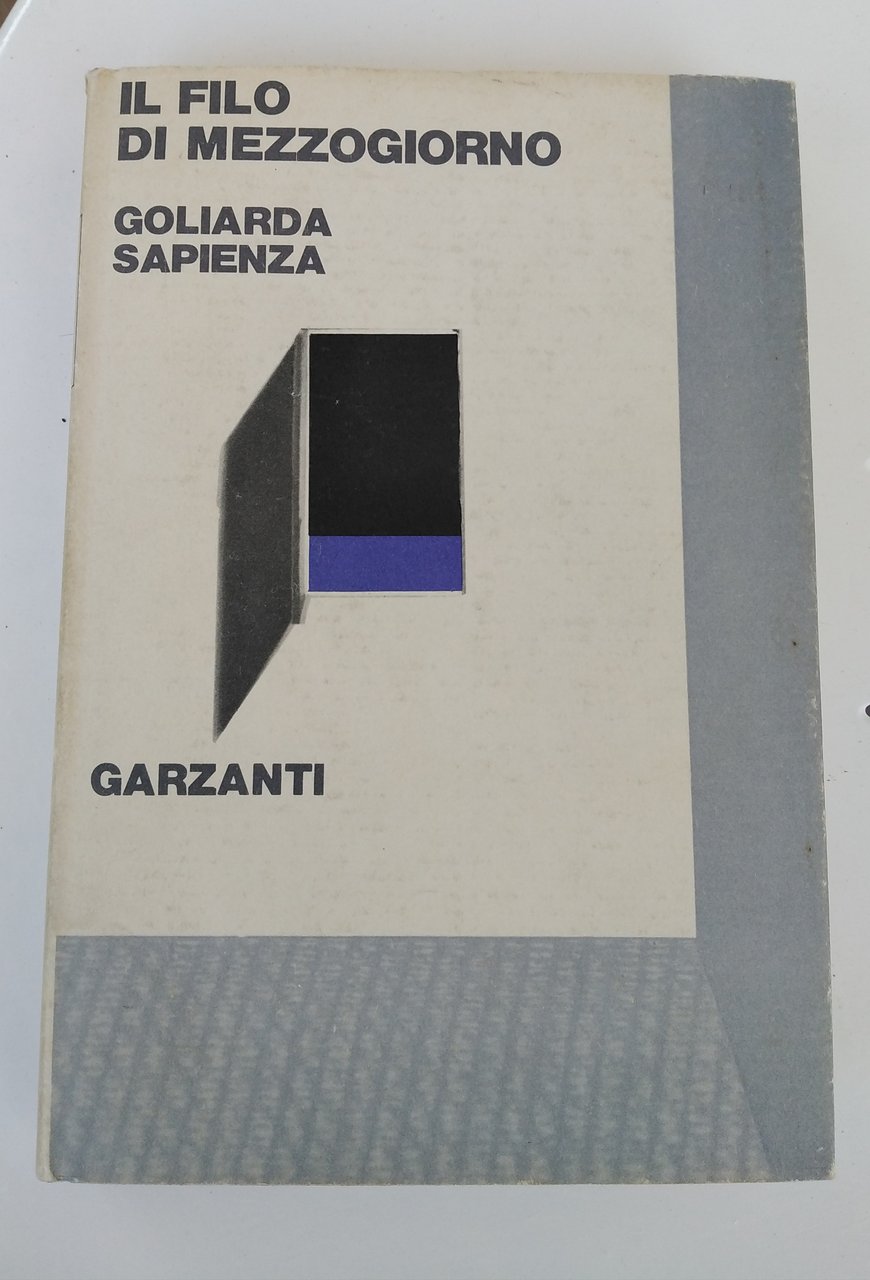 IL FILO
DI MEZZOGIORNO
GOLIARDA
SAPIENZA
GARZANTI